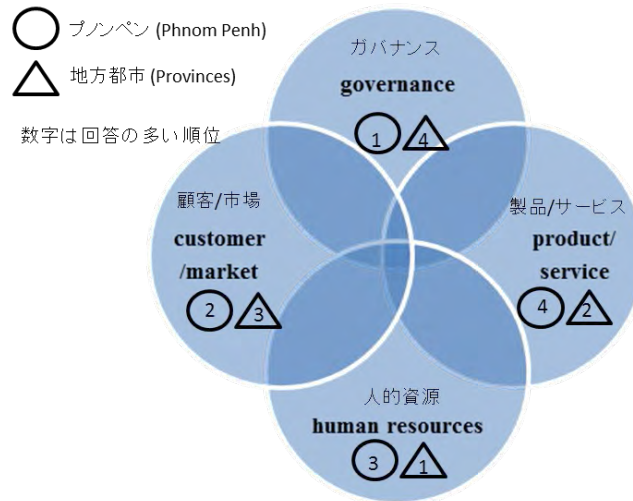 プノンペン (Phnom Penh)
地方都市 (Provinces)
数字は回答の多い順位
ガバナンス
governance
1 4
顧客/市場
customer
/market
2 3
製品/サービス
product/
service
4 2
人的資源
human resources
3 1